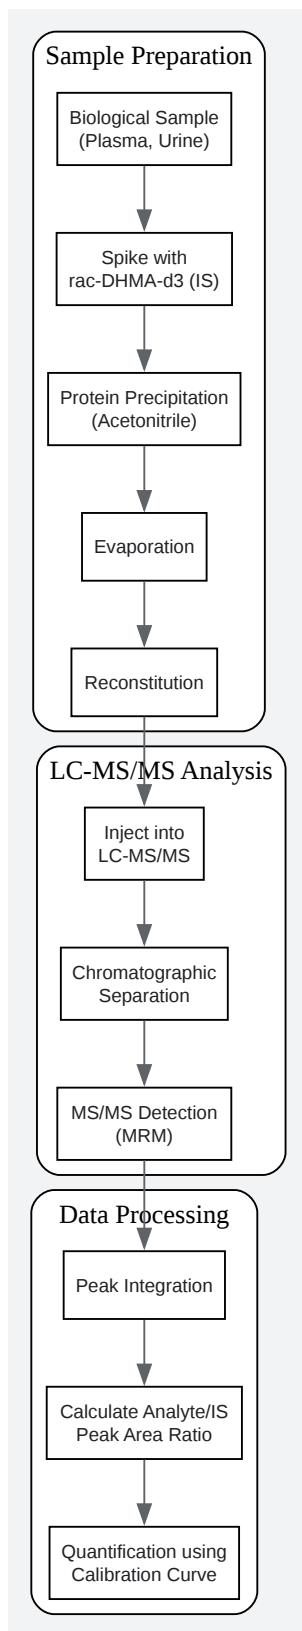 Sample Preparation
Biological Sample
(Plasma, Urine)
Spike with
rac-DHMA-d3 (IS)
Protein Precipitation
(Acetonitrile)
Evaporation
Reconstitution
LC-MS/MS Analysis
Inject into
LC-MS/MS
Chromatographic
Separation
MS/MS Detection
(MRM)
Data Processing
Peak Integration
Calculate Analyte/IS
Peak Area Ratio
Quantification using
Calibration Curve